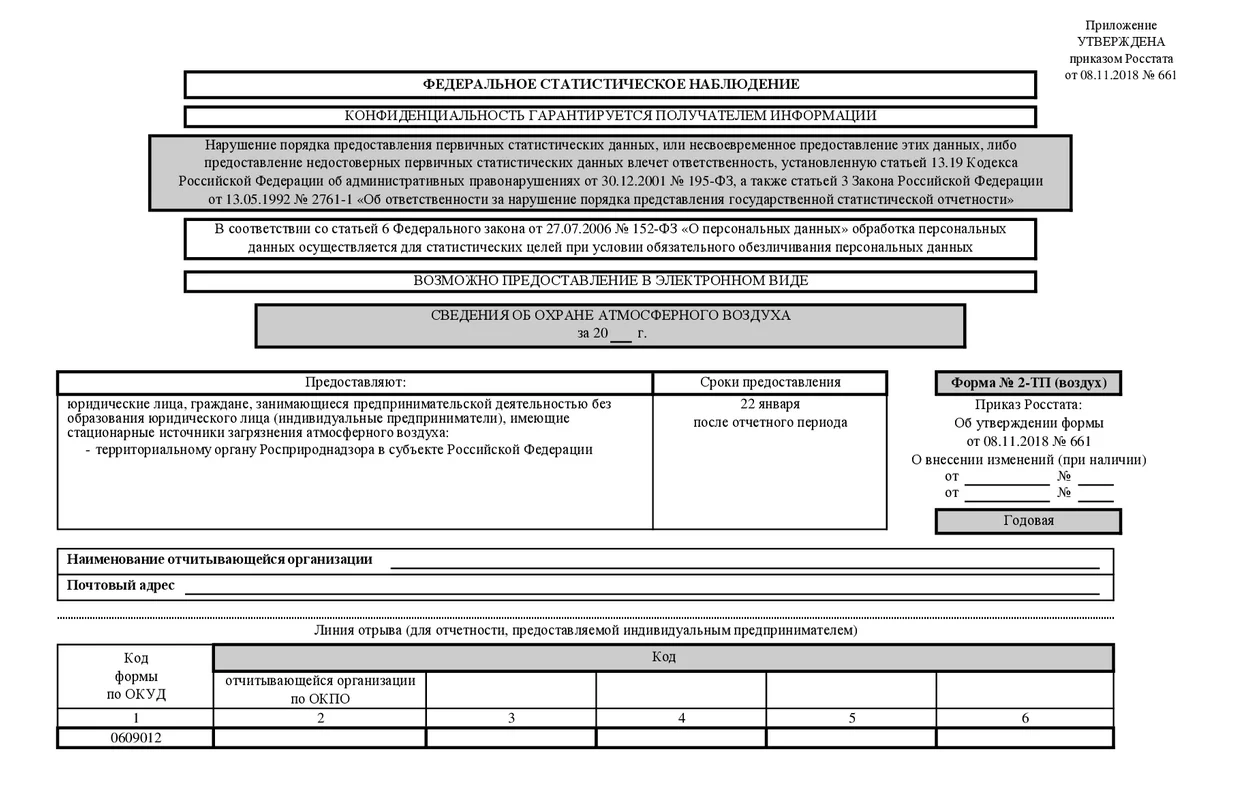 Приложение
УТВЕРЖДЕНА
приказом Росстата
от 08.11.2018 № 661
ФЕДЕРАЛЬНОЕ СТАТИСТИЧЕСКОЕ НАБЛЮДЕНИЕ
КОНФИДЕНЦИАЛЬНОСТЬ ГАРАНТИРУЕТСЯ ПОЛУЧАТЕЛЕМ ИНФОРМАЦИИ
Нарушение порядка предоставления первичных статистических данных, или несвоевременное предоставление этих данных, либо
предоставление недостоверных первичных статистических данных влечет ответственность, установленную статьей 13.19 Кодекса
Российской Федерации об административных правонарушениях от 30.12.2001 № 195-ФЗ, а также статьей 3 Закона Российской Федерации
от 13.05.1992 № 2761-1 «Об ответственности за нарушение порядка представления государственной статистической отчетности»
В соответствии со статьей 6 Федерального закона от 27.07.2006 № 152-ФЗ «О персональных данных» обработка персональных
данных осуществляется для статистических целей при условии обязательного обезличивания персональных данных
ВОЗМОЖНО ПРЕДОСТАВЛЕНИЕ В ЭЛЕКТРОННОМ ВИДЕ
СВЕДЕНИЯ ОБ ОХРАНЕ АТМОСФЕРНОГО ВОЗДУХА
за 20 ___ г.
Предоставляют:
Сроки предоставления
юридические лица, граждане, занимающиеся предпринимательской деятельностью без
образования юридического лица (индивидуальные предприниматели), имеющие
стационарные источники загрязнения атмосферного воздуха:
- территориальному органу Росприроднадзора в субъекте Российской Федерации
22 января
после отчетного периода
Форма № 2-ТП (воздух)
Приказ Росстата:
Об утверждении формы
от 08.11.2018 № 661
О внесении изменений (при наличии)
от ____________ № _____
от ____________ № _____
Годовая
Наименование отчитывающейся организации
Почтовый адрес
Линия отрыва (для отчетности, предоставляемой индивидуальным предпринимателем)
Код
формы
по ОКУД
Код
отчитывающейся организации
по ОКПО
1 2 3 4 5 6
0609012